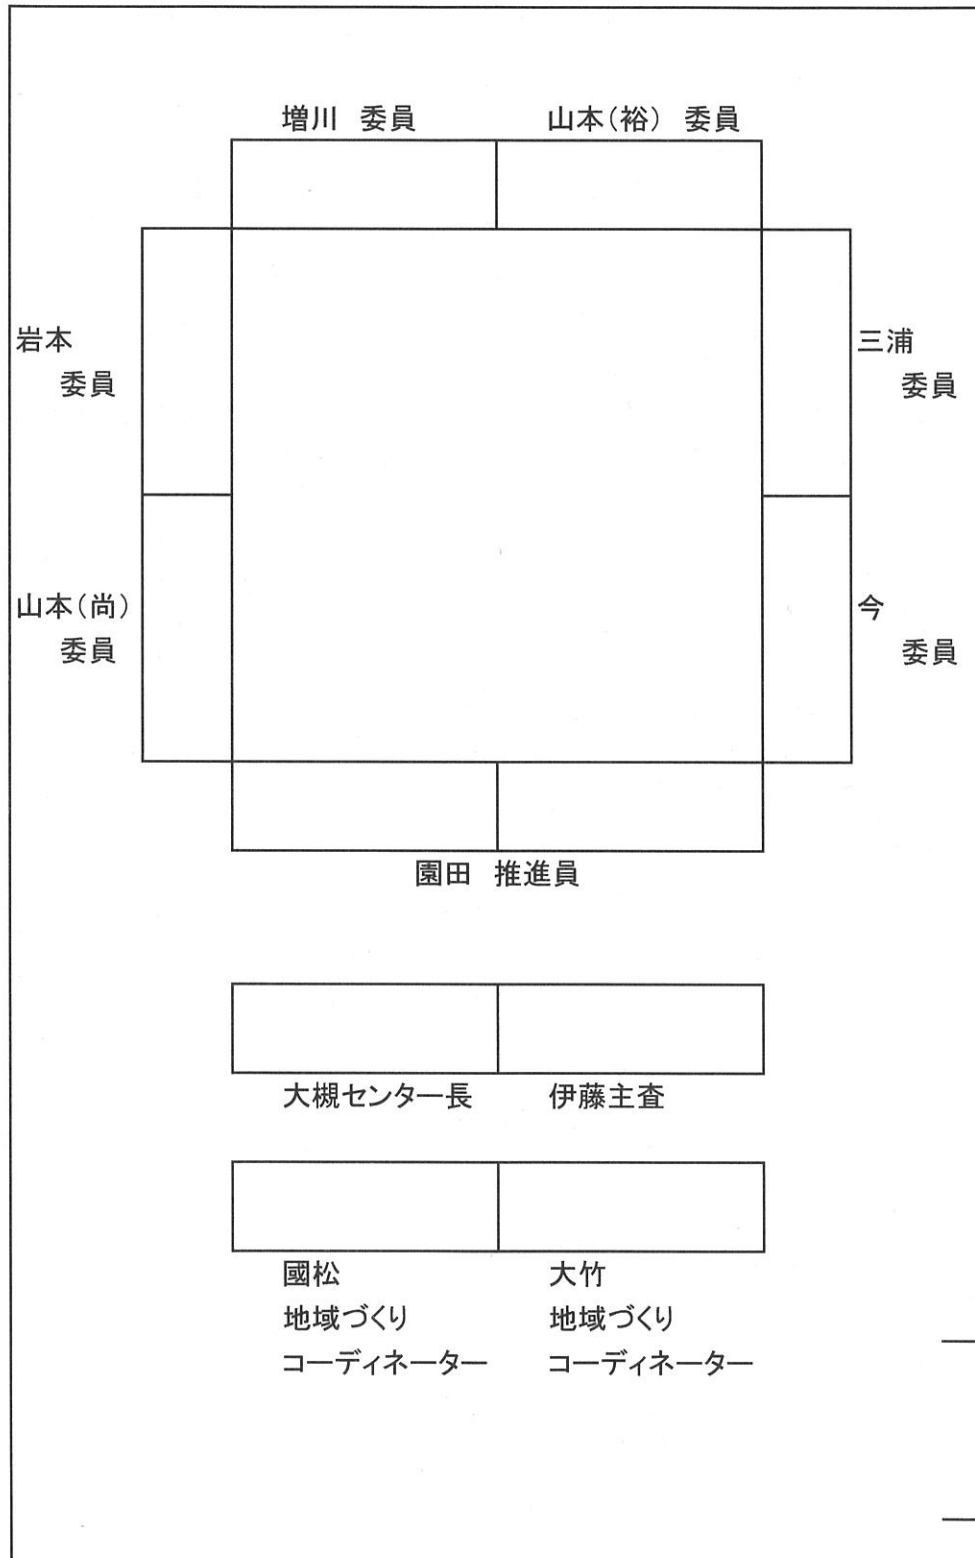 増川 委員 山本(裕) 委員
岩本
委員
三浦
委員
山本(尚)
委員
今
委員
園田 推進員
大槻センター長 伊藤主査
國松
地域づくり
コーディネーター
大竹
地域づくり
コーディネーター